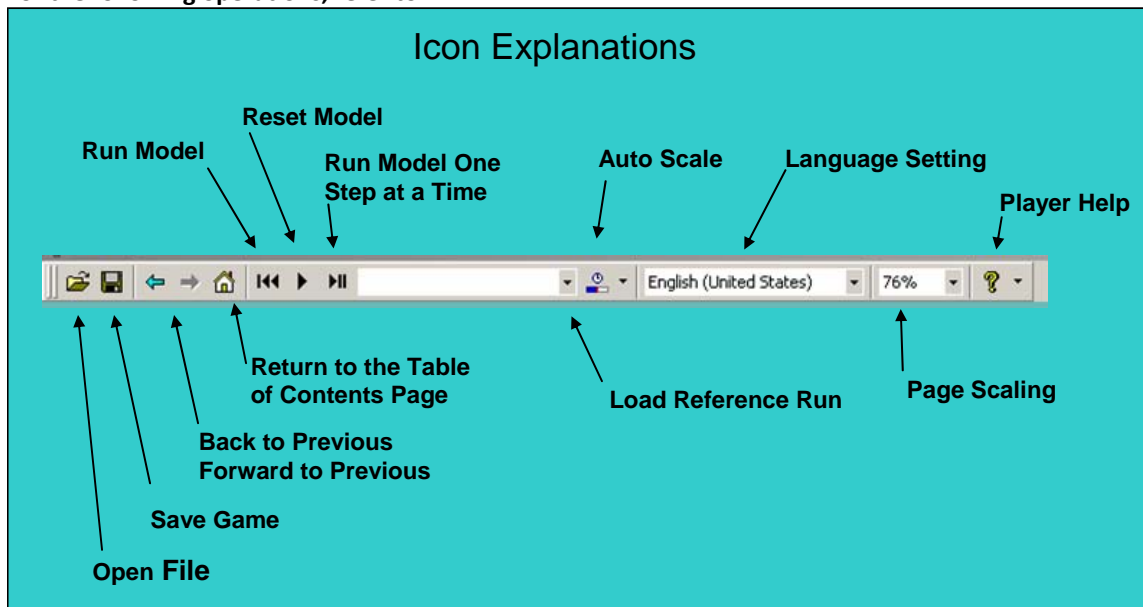 Icon Explanations
Reset Model
Run Model
Run Model One
Step at a Time
Auto Scale
Language Setting
Player Help
English (United States)
76%
Return to the Table
of Contents Page
Load Reference Run
Page Scaling
Back to Previous
Forward to Previous
Save Game
Open File